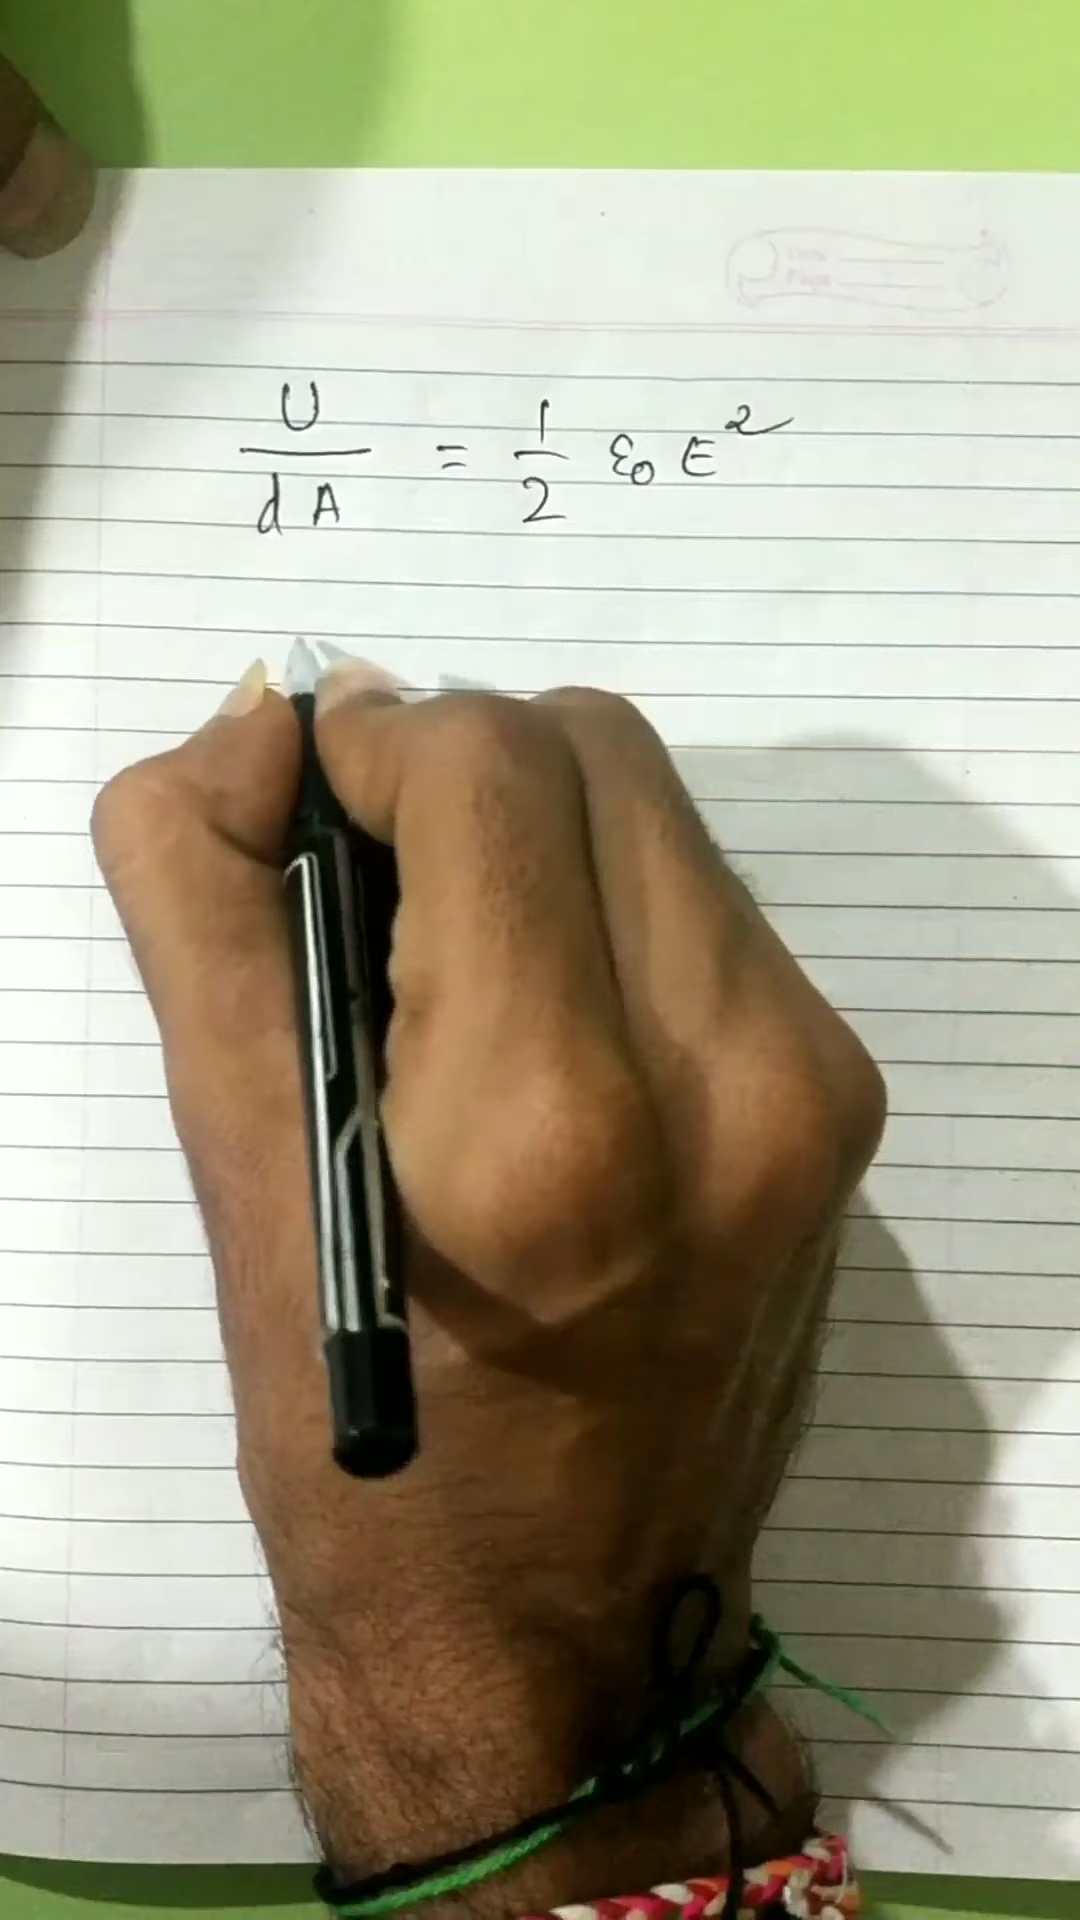 U/dA = 1/2 ε₀ E²